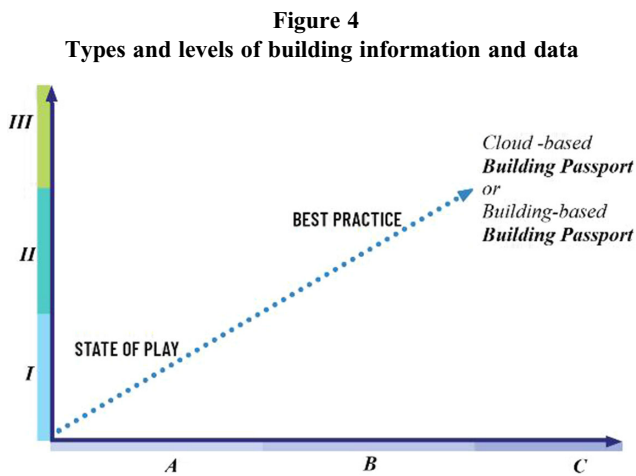 Figure 4
Types and levels of building information and data
III
Cloud -based
Building Passport
or
Building-based
Building Passport
BEST PRACTICE
II
STATE OF PLAY
I
A
B
C